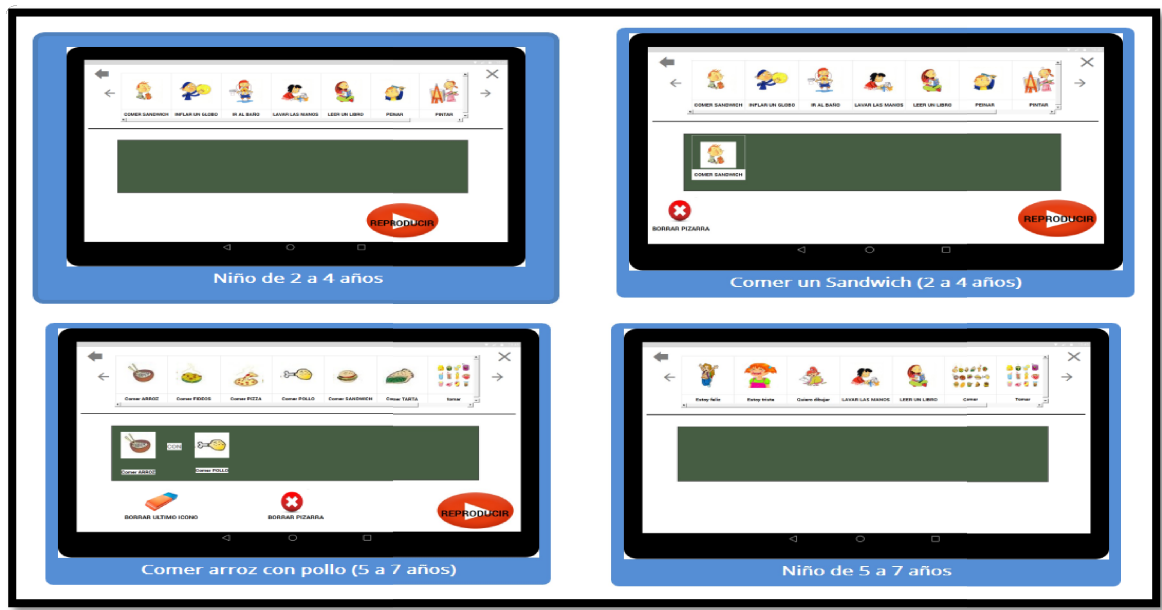 COMER SANDWICH INFLAR UN GLOBO IR AL BAÑO LAVAR LAS MANOS LEER UN LIBRO PEINAR PINTAR
REPRODUCIR
Niño de 2 a 4 años
COMER SANDWICH INFLAR UN GLOBO IR AL BAÑO LAVAR LAS MANOS LEER UN LIBRO PEINAR PINTAR
COMER SANDWICH
BORRAR PIZARRA
REPRODUCIR
Comer un Sandwich (2 a 4 años)
Comer ARROZ Comer FIDEOS Comer PIZZA Comer POLLO Comer SANDWICH Comer TARTA tomar
CON
Comer ARROZ Comer POLLO
BORRAR ULTIMO ICONO BORRAR PIZARRA
REPRODUCIR
Comer arroz con pollo (5 a 7 años)
Estoy feliz Estoy triste Quiero dibujar LAVAR LAS MANOS LEER UN LIBRO Comer Tomar
Niño de 5 a 7 años